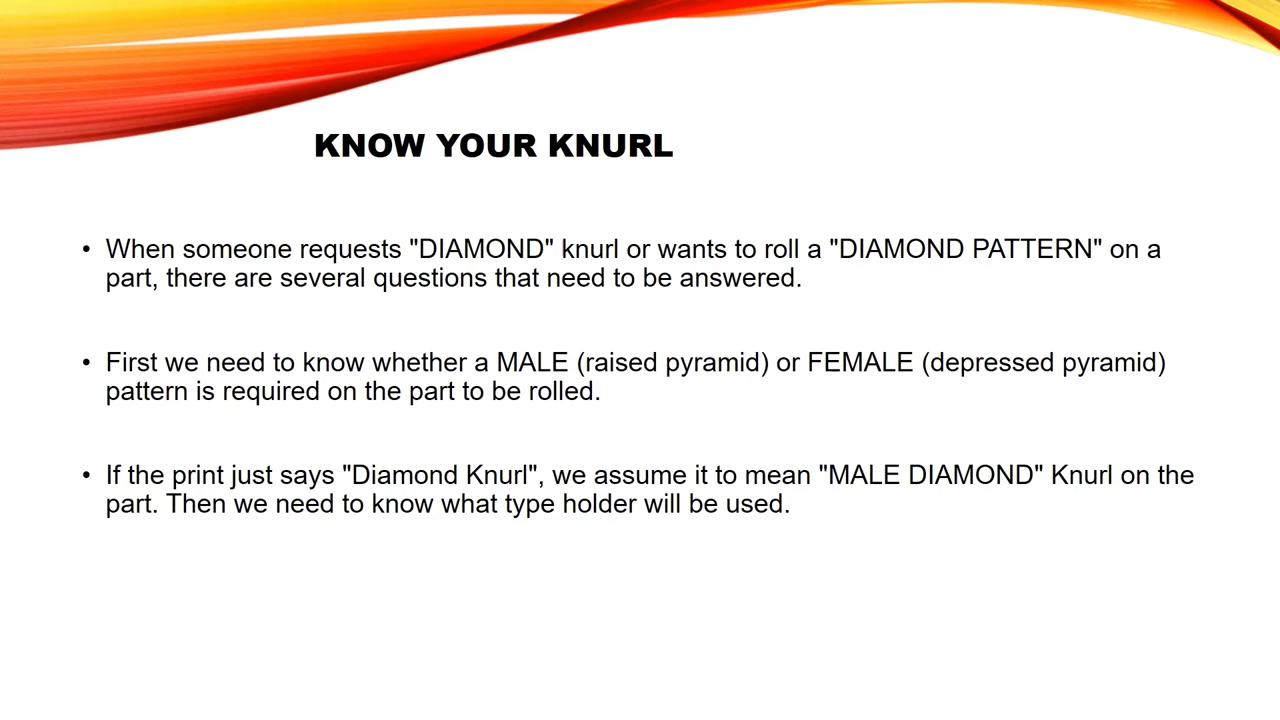 KNOW YOUR KNURL
• When someone requests "DIAMOND" knurl or wants to roll a "DIAMOND PATTERN" on a
part, there are several questions that need to be answered.
• First we need to know whether a MALE (raised pyramid) or FEMALE (depressed pyramid)
pattern is required on the part to be rolled.
• If the print just says "Diamond Knurl", we assume it to mean "MALE DIAMOND" Knurl on the
part. Then we need to know what type holder will be used.